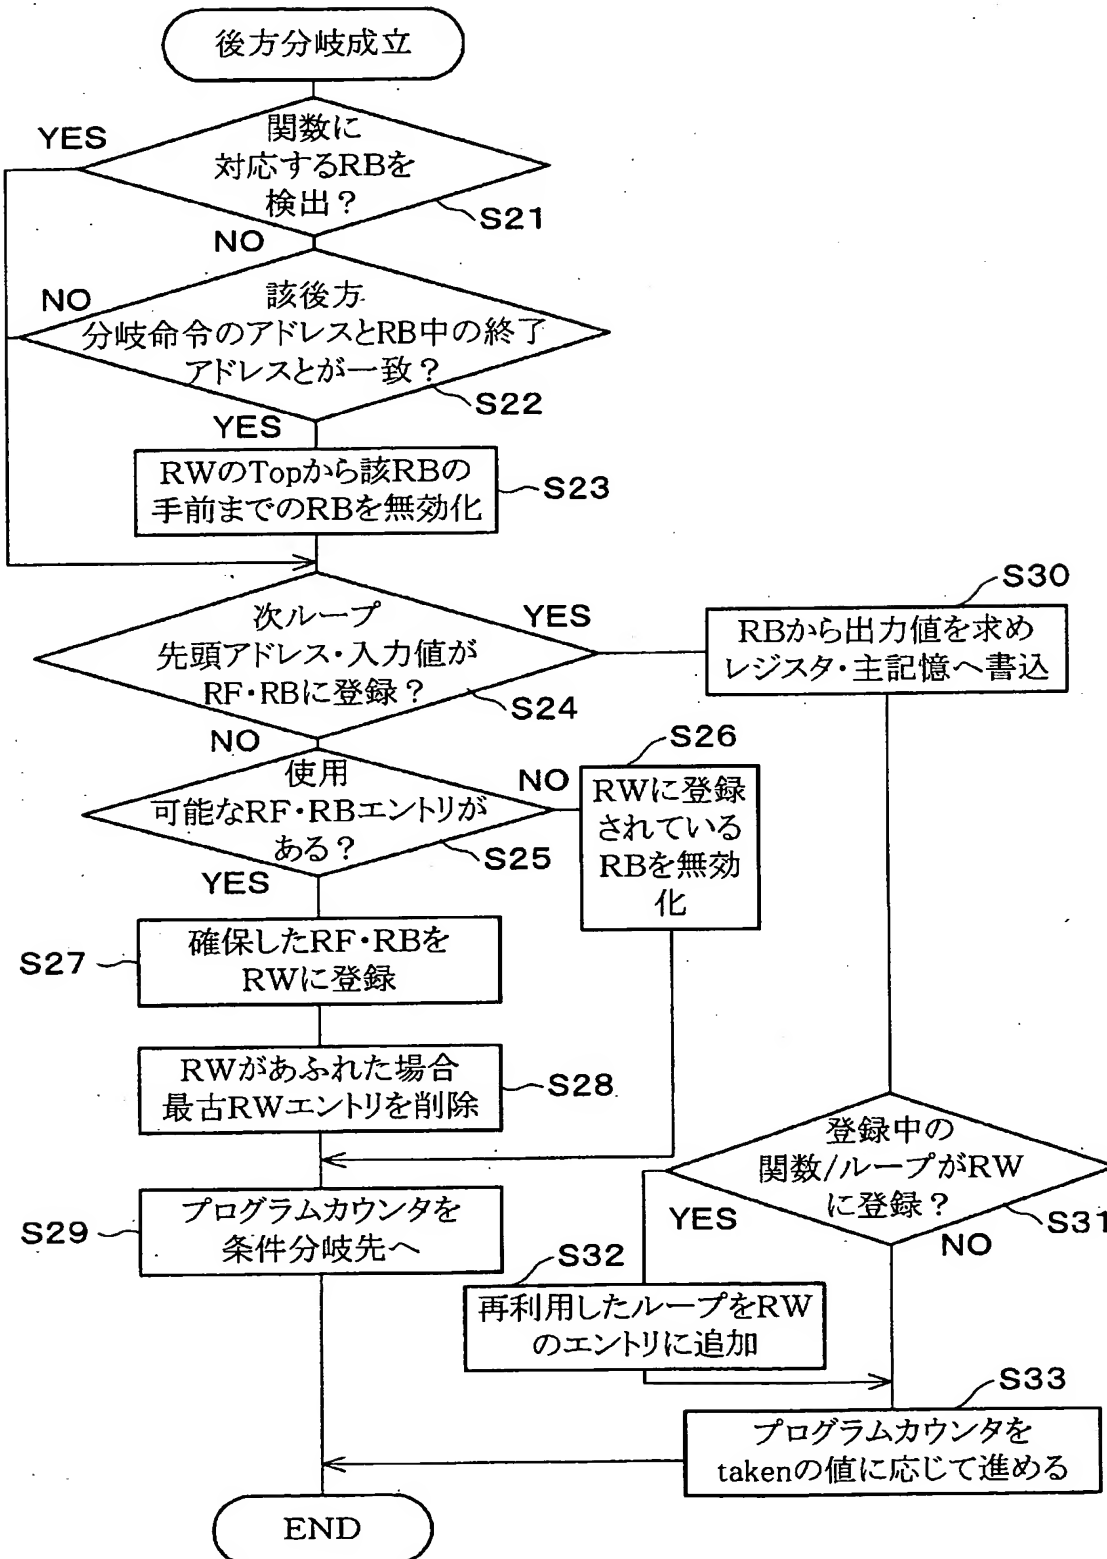 後方分岐成立
YES
関数に
対応するRBを
検出?
S21
NO
NO
該後方
分岐命令のアドレスとRB中の終了
アドレスとが一致?
S22
YES
RWのTopから該RBの
手前までのRBを無効化
S23
次ループ
先頭アドレス・入力値が
RF・RBに登録?
S24
YES
S30
RBから出力値を求め
レジスタ・主記憶へ書込
NO
使用
可能なRF・RBエントリが
ある?
S25
NO
S26
RWに登録
されている
RBを無効
化
YES
S27
確保したRF・RBを
RWに登録
RWがあふれた場合
最古RWエントリを削除
S28
S29
プログラムカウンタを
条件分岐先へ
登録中の
関数/ループがRW
に登録?
S31
YES
NO
S32
再利用したループをRW
のエントリに追加
S33
プログラムカウンタを
takenの値に応じて進める
END